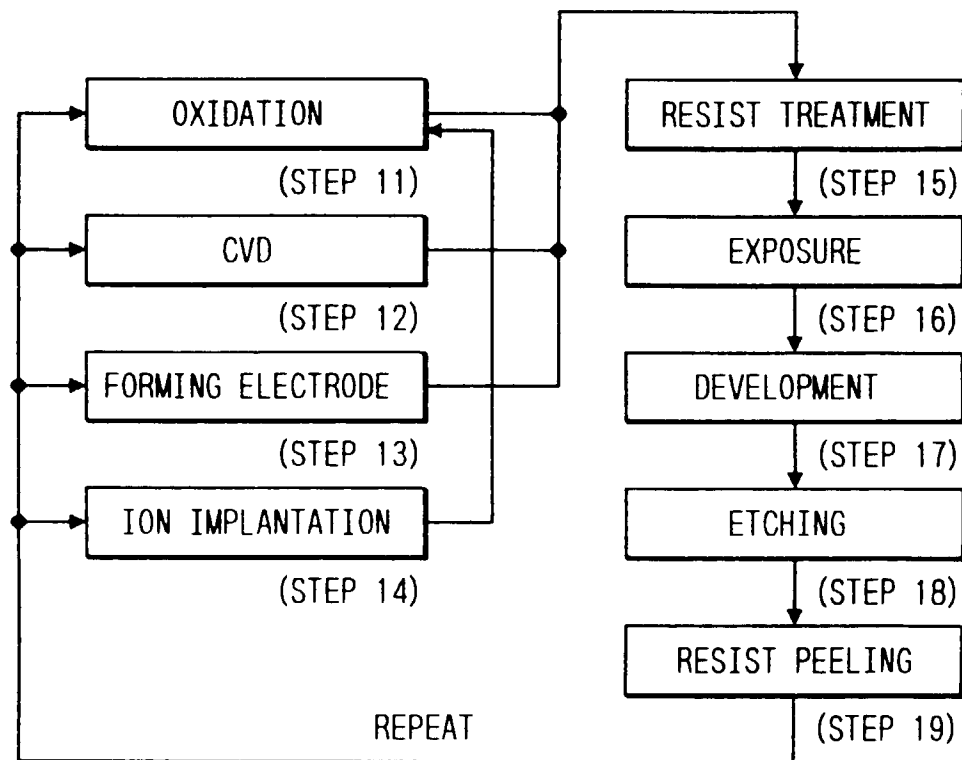 OXIDATION
(STEP 11)
CVD
(STEP 12)
FORMING ELECTRODE
(STEP 13)
ION IMPLANTATION
(STEP 14)
RESIST TREATMENT
(STEP 15)
EXPOSURE
(STEP 16)
DEVELOPMENT
(STEP 17)
ETCHING
(STEP 18)
RESIST PEELING
(STEP 19)
REPEAT